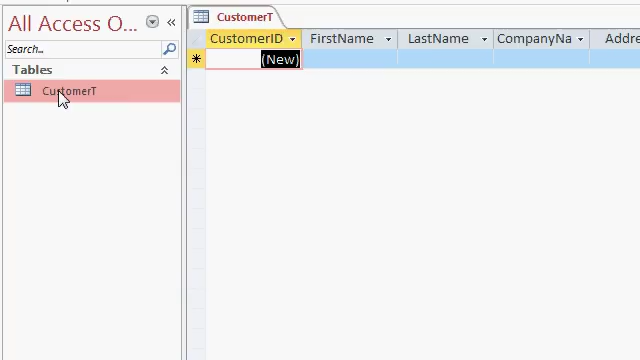 All Access O...
Search...
Tables
CustomerT
CustomerT
CustomerID FirstName LastName CompanyNa Addre
(New)